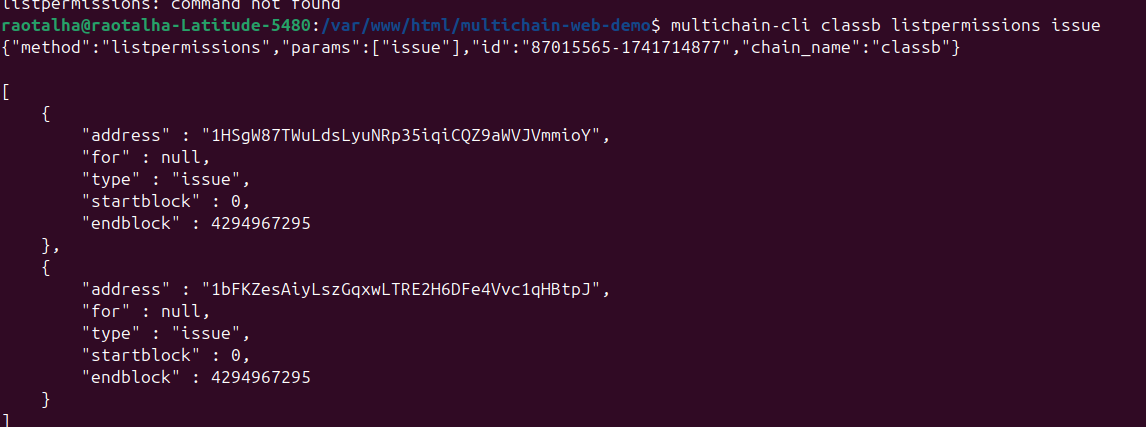 listpermissions: command not found
raotalha@raotalha-Latitude-5480:/var/www/html/multichain-web-demo$ multichain-cli classb listpermissions issue
{"method":"listpermissions","params":["issue"],"id":"87015565-1741714877","chain_name":"classb"}
[
{
"address" : "1HSgW87TWuLdsLyuNRp35iqiCQZ9aWVJVmmioY",
"for" : null,
"type" : "issue",
"startblock" : 0,
"endblock" : 4294967295
},
{
"address" : "1bFKZesAiyLszGqxwLTRE2H6DFe4Vvc1qHBtpJ",
"for" : null,
"type" : "issue",
"startblock" : 0,
"endblock" : 4294967295
}
]